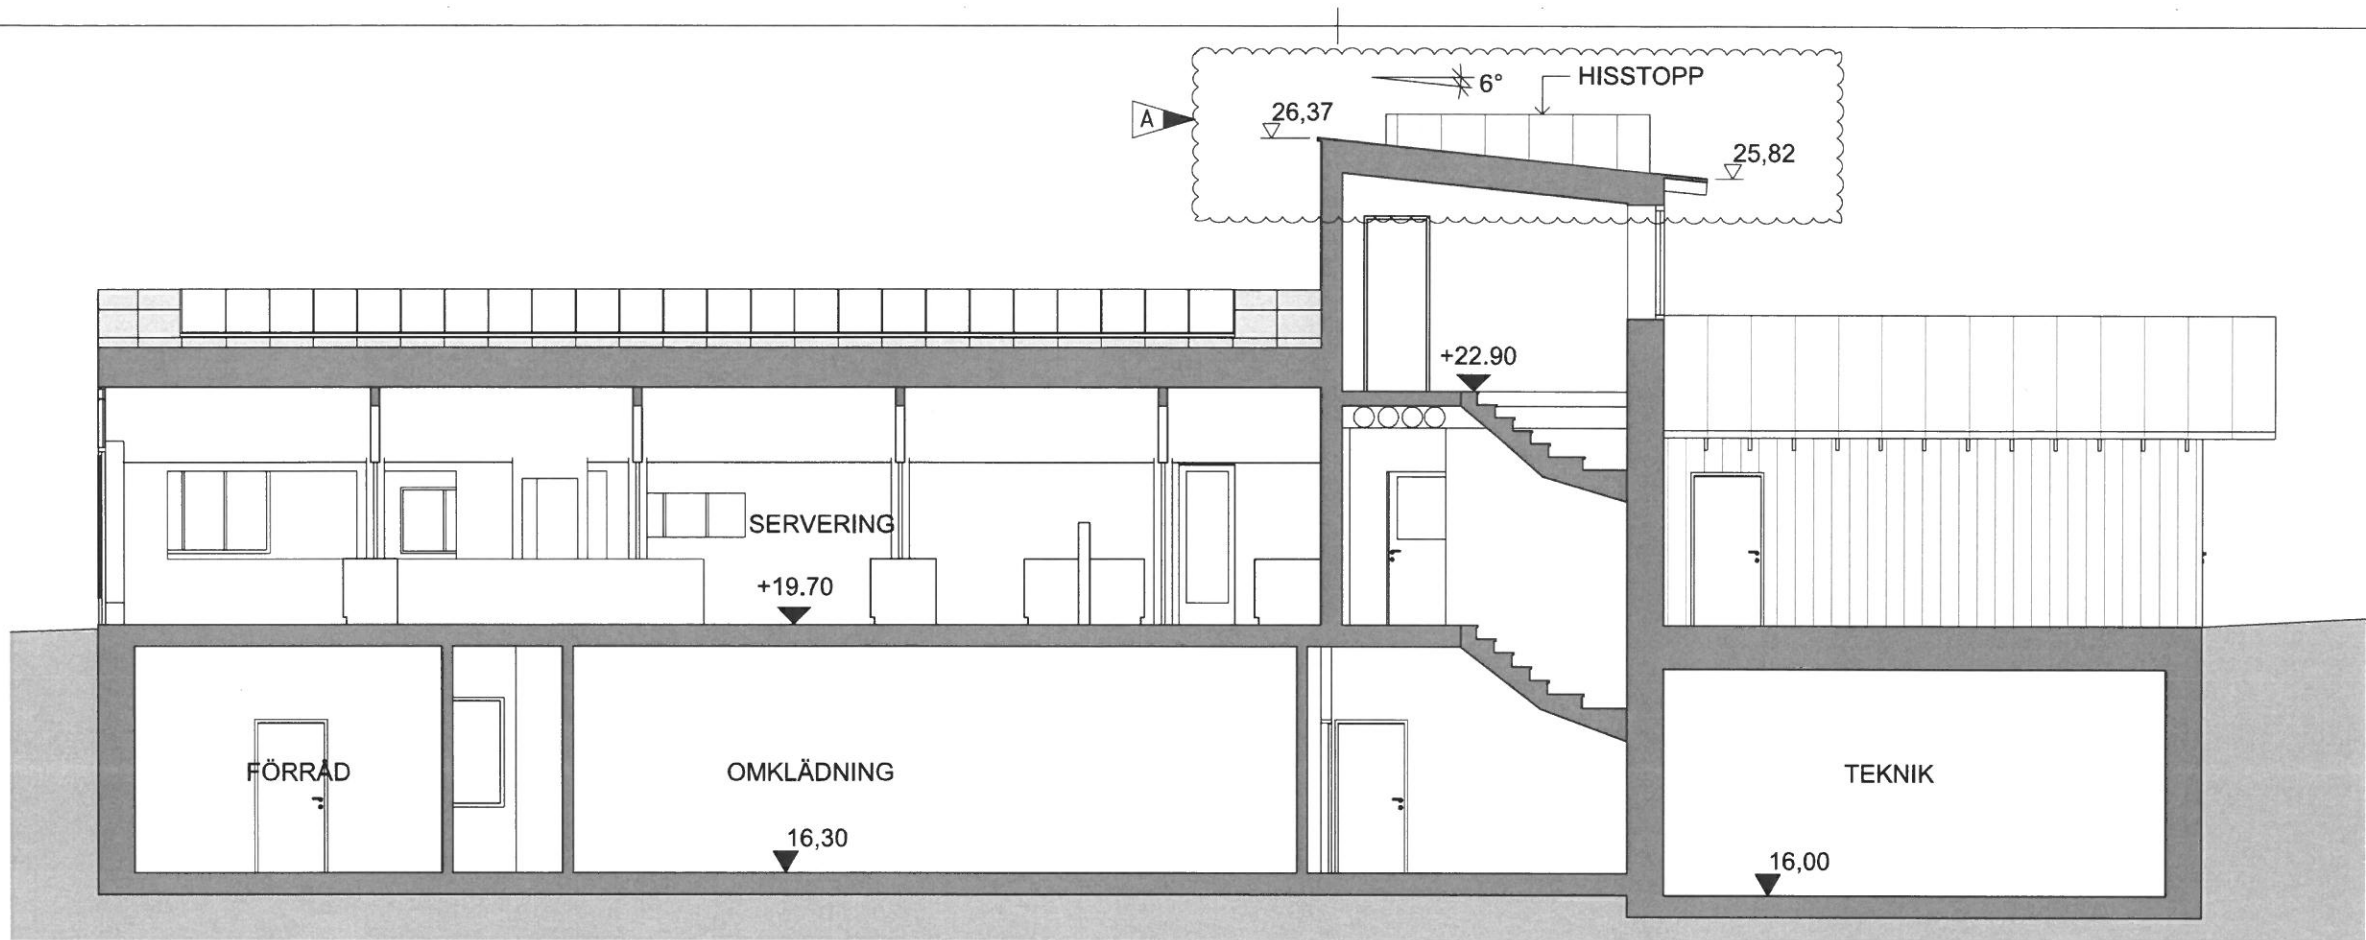 6°
HISSTOPP
A
26,37
25,82
+22.90
SERVERING
+19.70
FÖRRÅD
OMKLÄDNING
TEKNIK
16,30
16,00